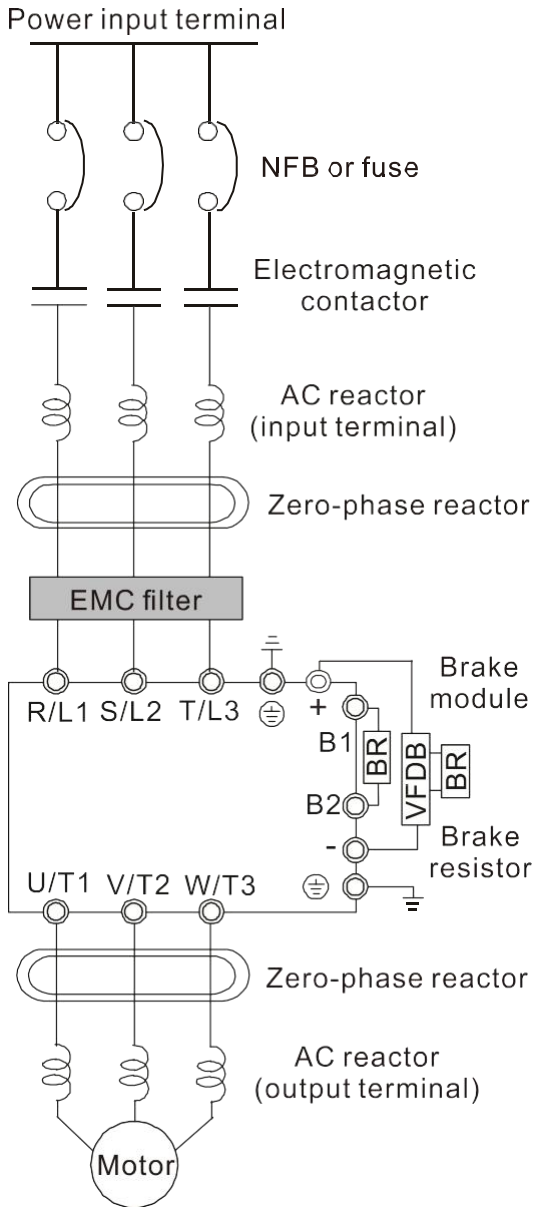 Power input terminal
NFB or fuse
Electromagnetic
contactor
AC reactor
(input terminal)
Zero-phase reactor
EMC filter
R/L1 S/L2 T/L3
+
Brake
module
B1
BR
VFDB
BR
B2
-
Brake
resistor
U/T1 V/T2 W/T3
Zero-phase reactor
AC reactor
(output terminal)
Motor